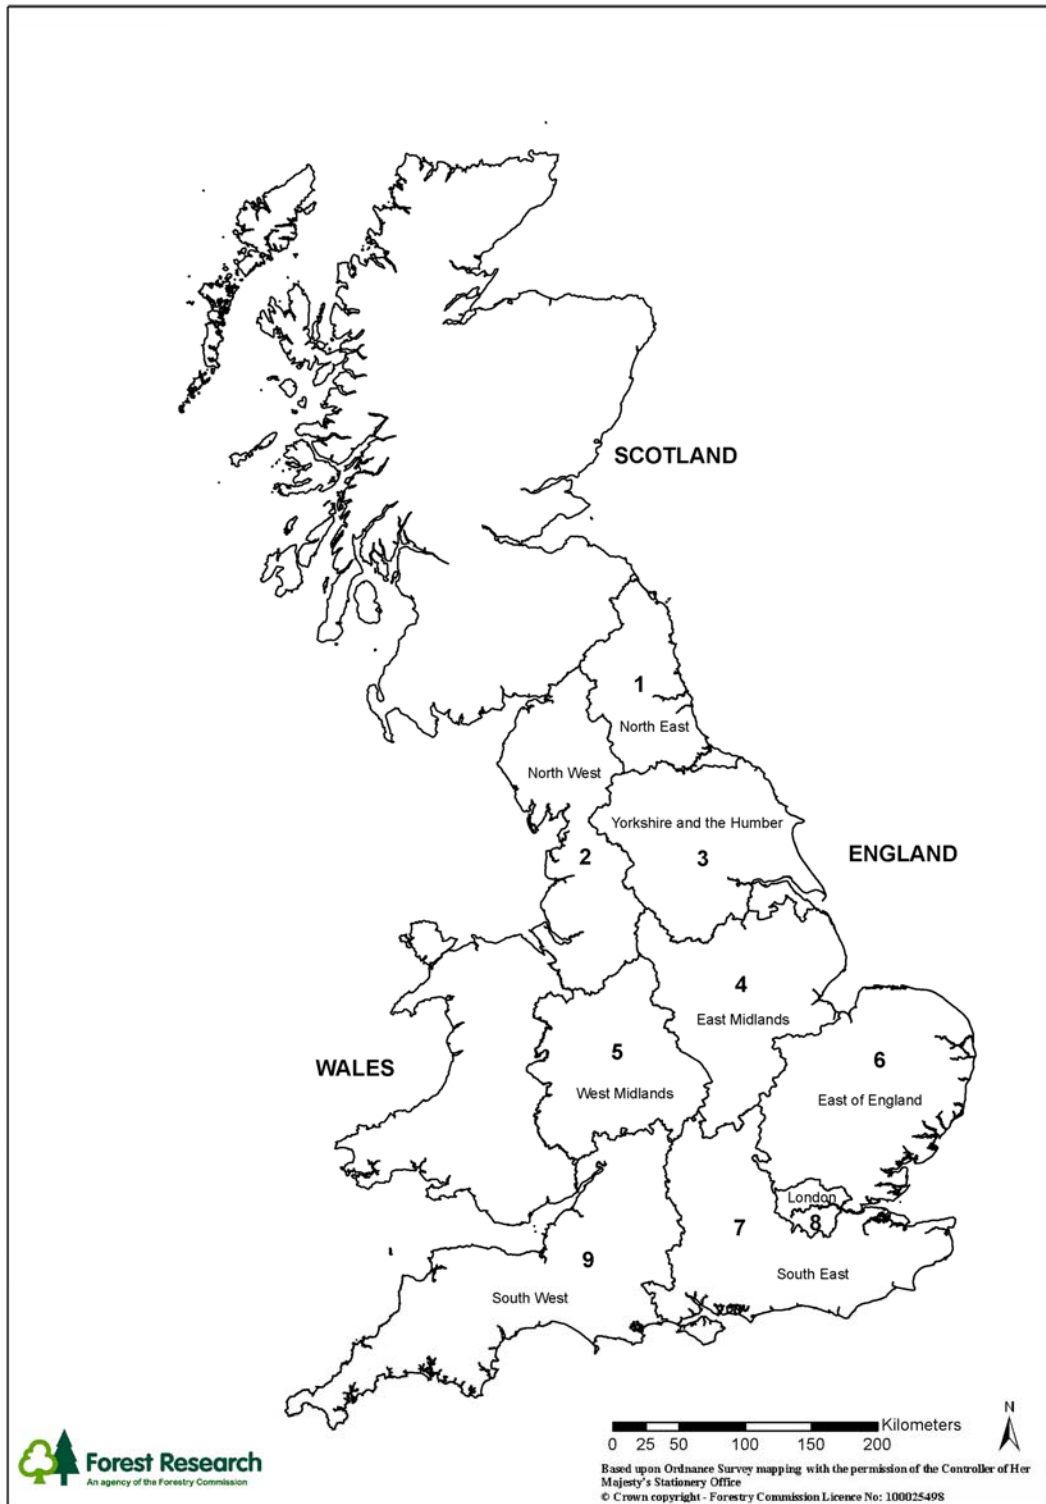 SCOTLAND
1
North East
North West
Yorkshire and the Humber
2
3
ENGLAND
4
East Midlands
5
West Midlands
WALES
6
East of England
London
8
7
South East
9
South West
N
Kilometers
0 25 50 100 150 200
Forest Research
An agency of the Forestry Commission
Based upon Ordnance Survey mapping with the permission of the Controller of Her
Majesty's Stationery Office
© Crown copyright - Forestry Commission Licence No: 100025498